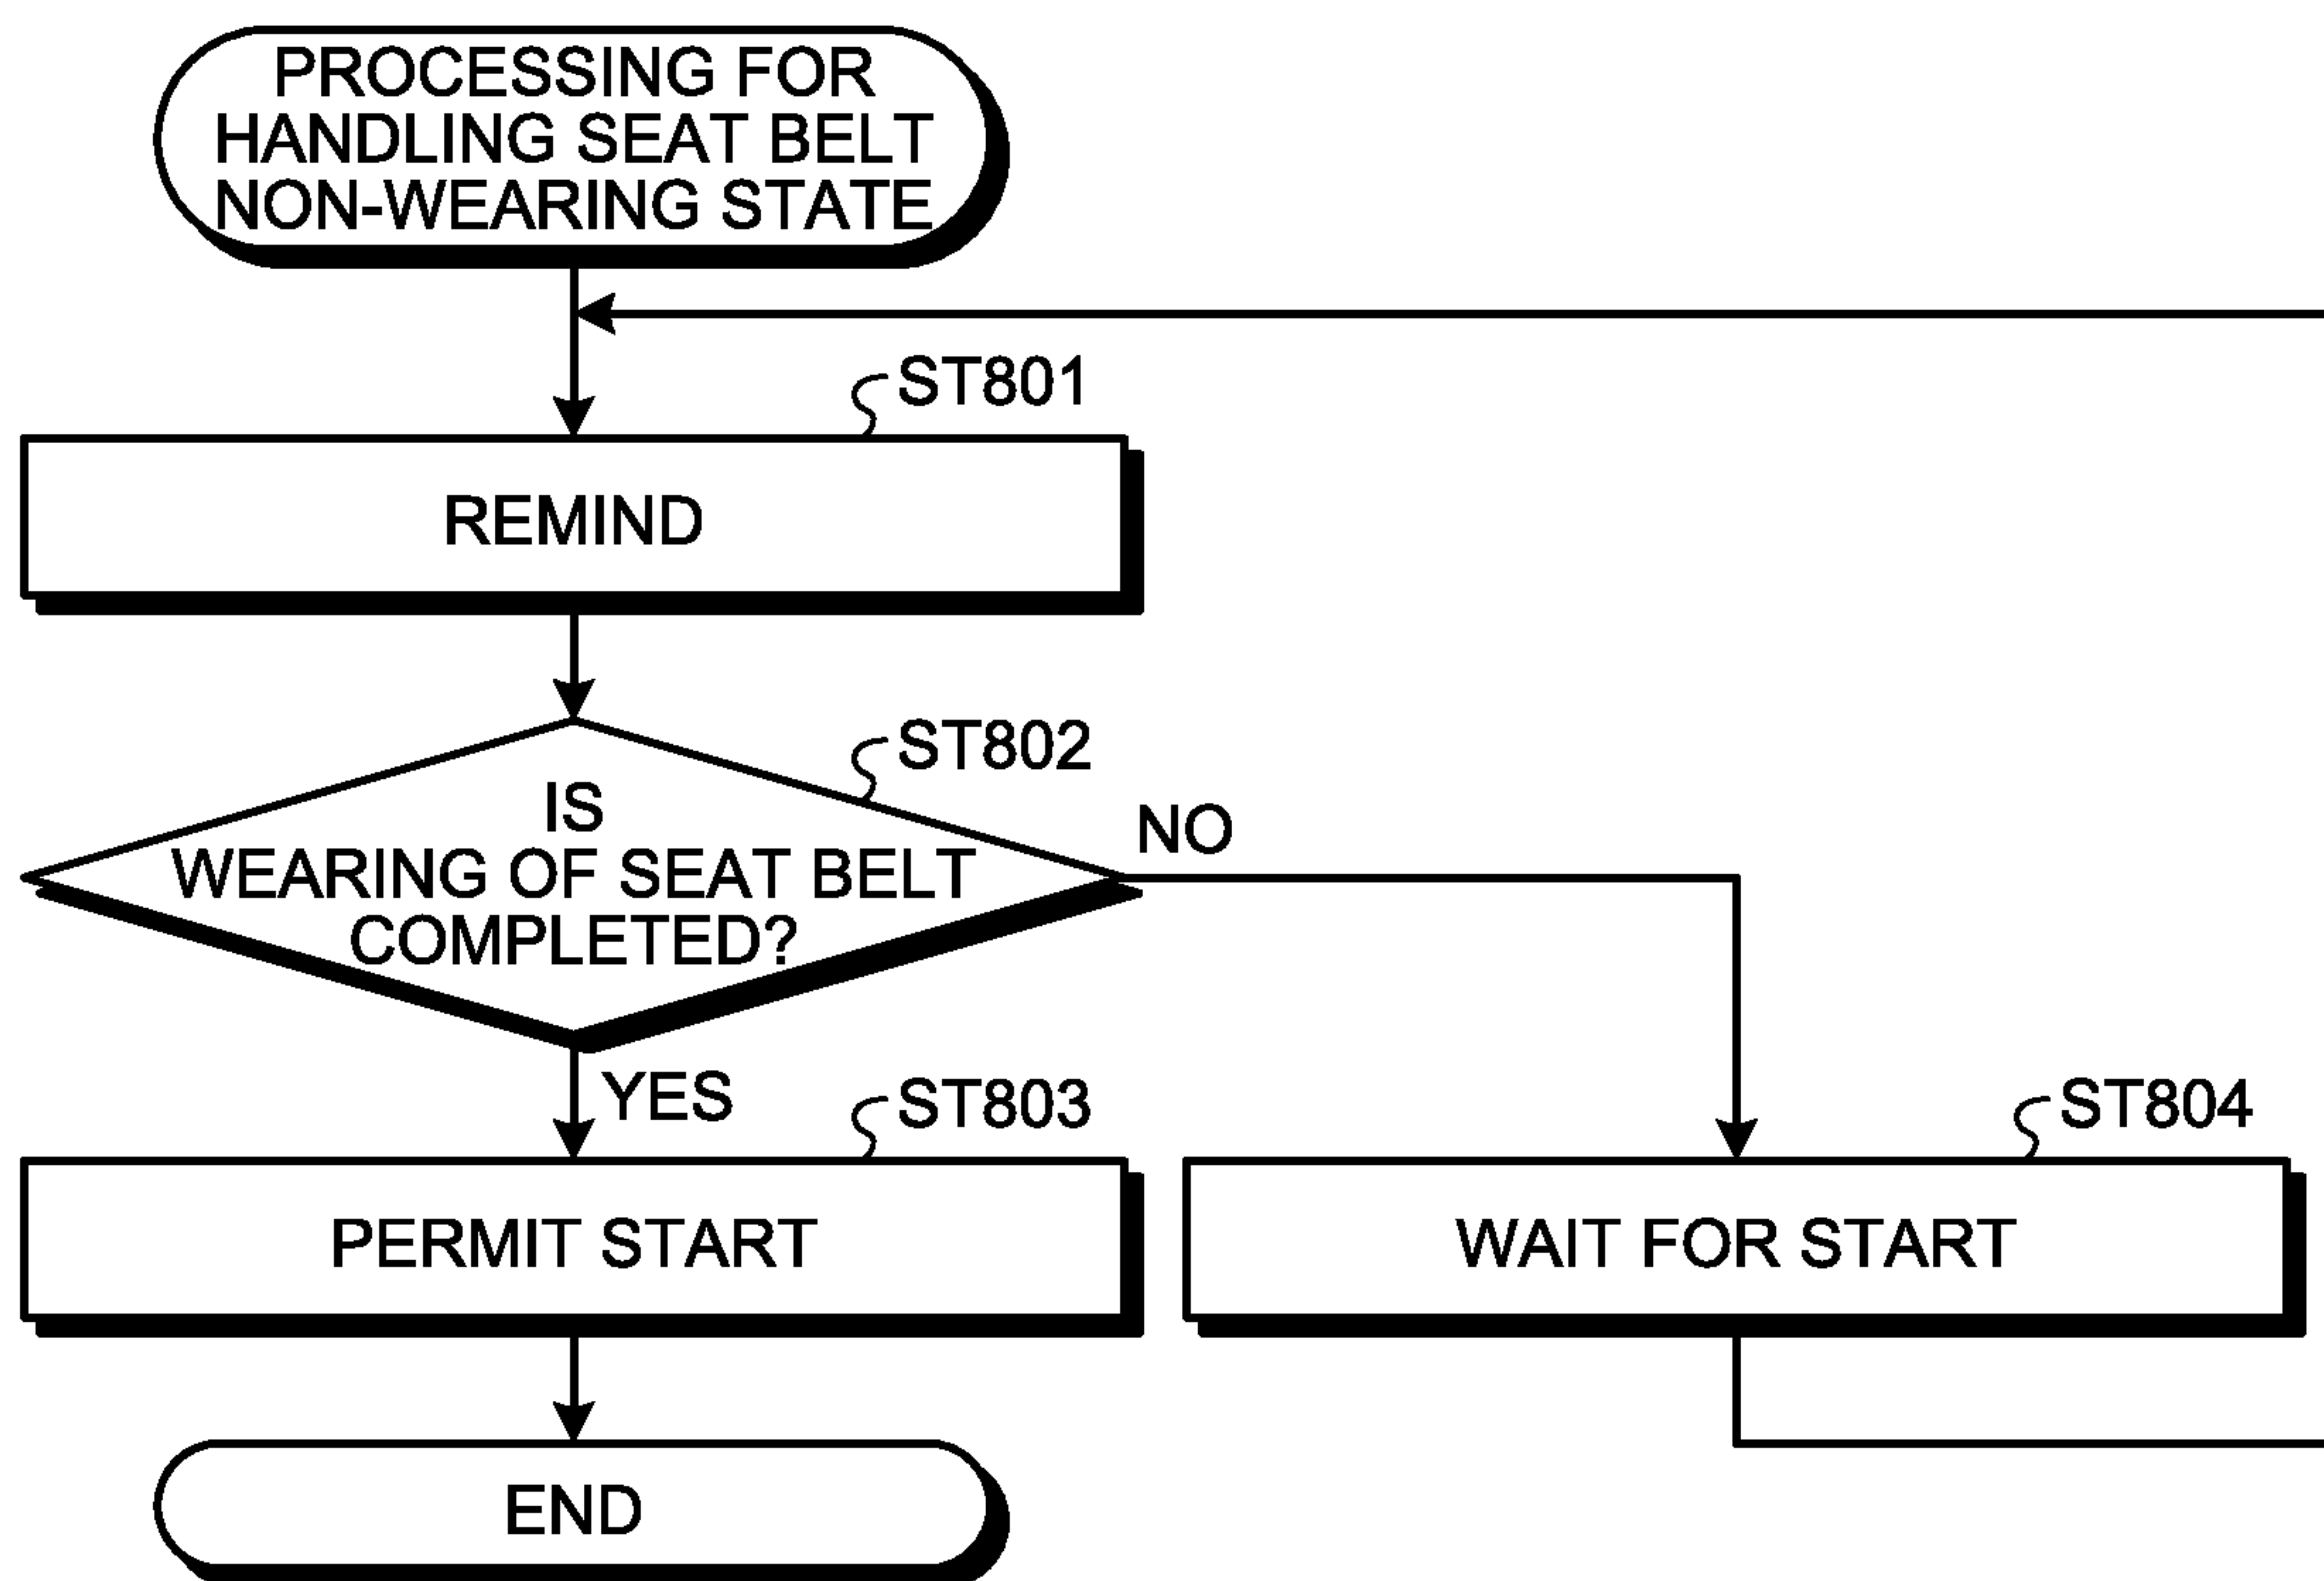 PROCESSING FOR
HANDLING SEAT BELT
NON-WEARING STATE
ST801
REMIND
ST802
IS
WEARING OF SEAT BELT
COMPLETED?
NO
YES
ST803
PERMIT START
ST804
WAIT FOR START
END